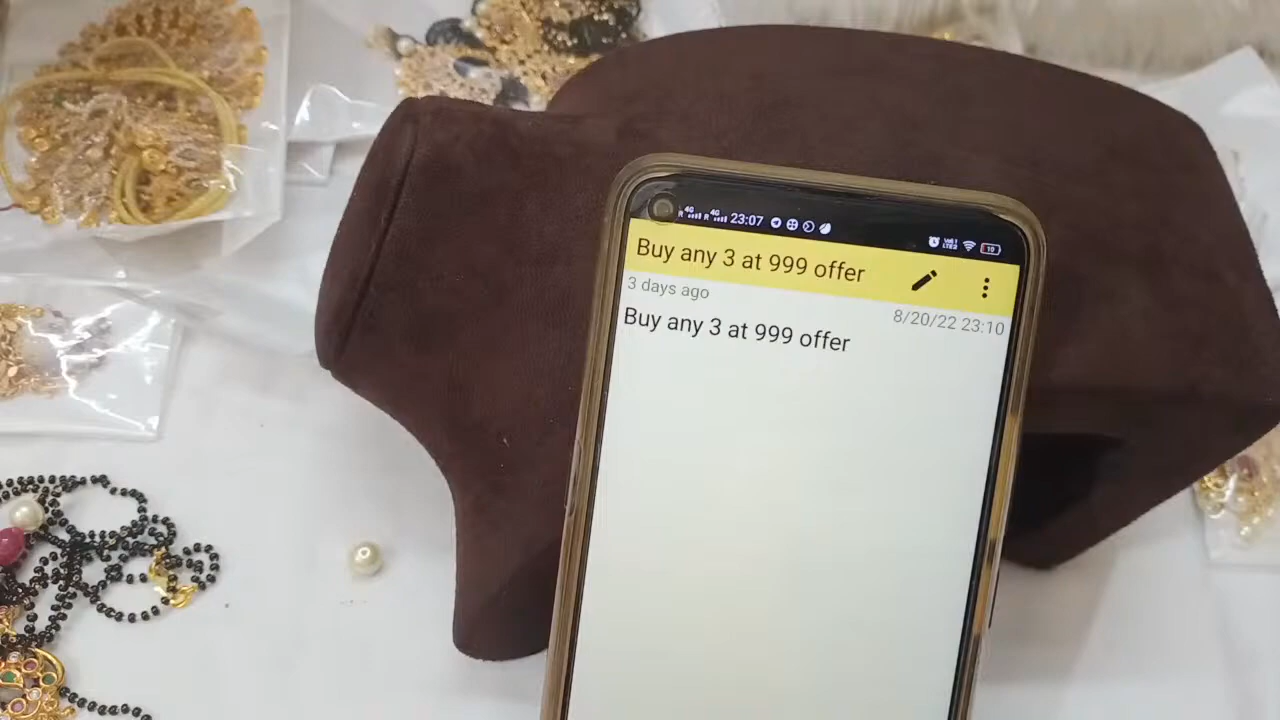 23:07
Buy any 3 at 999 offer
3 days ago
8/20/22 23:10
Buy any 3 at 999 offer